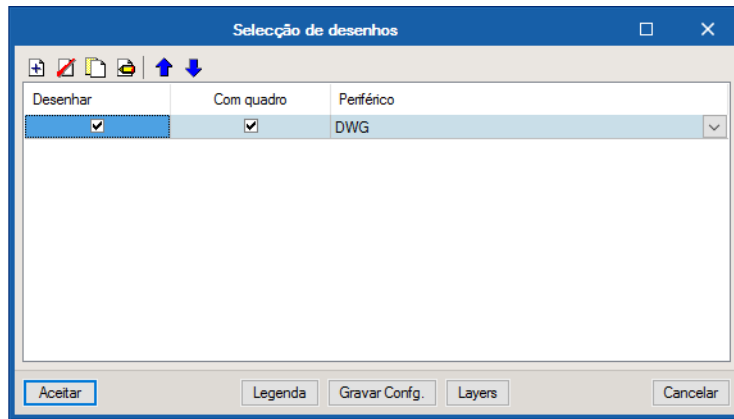 Selecção de desenhos
Desenhar Com quadro Periférico
DWG
Aceitar Legenda Gravar Confg. Layers Cancelar